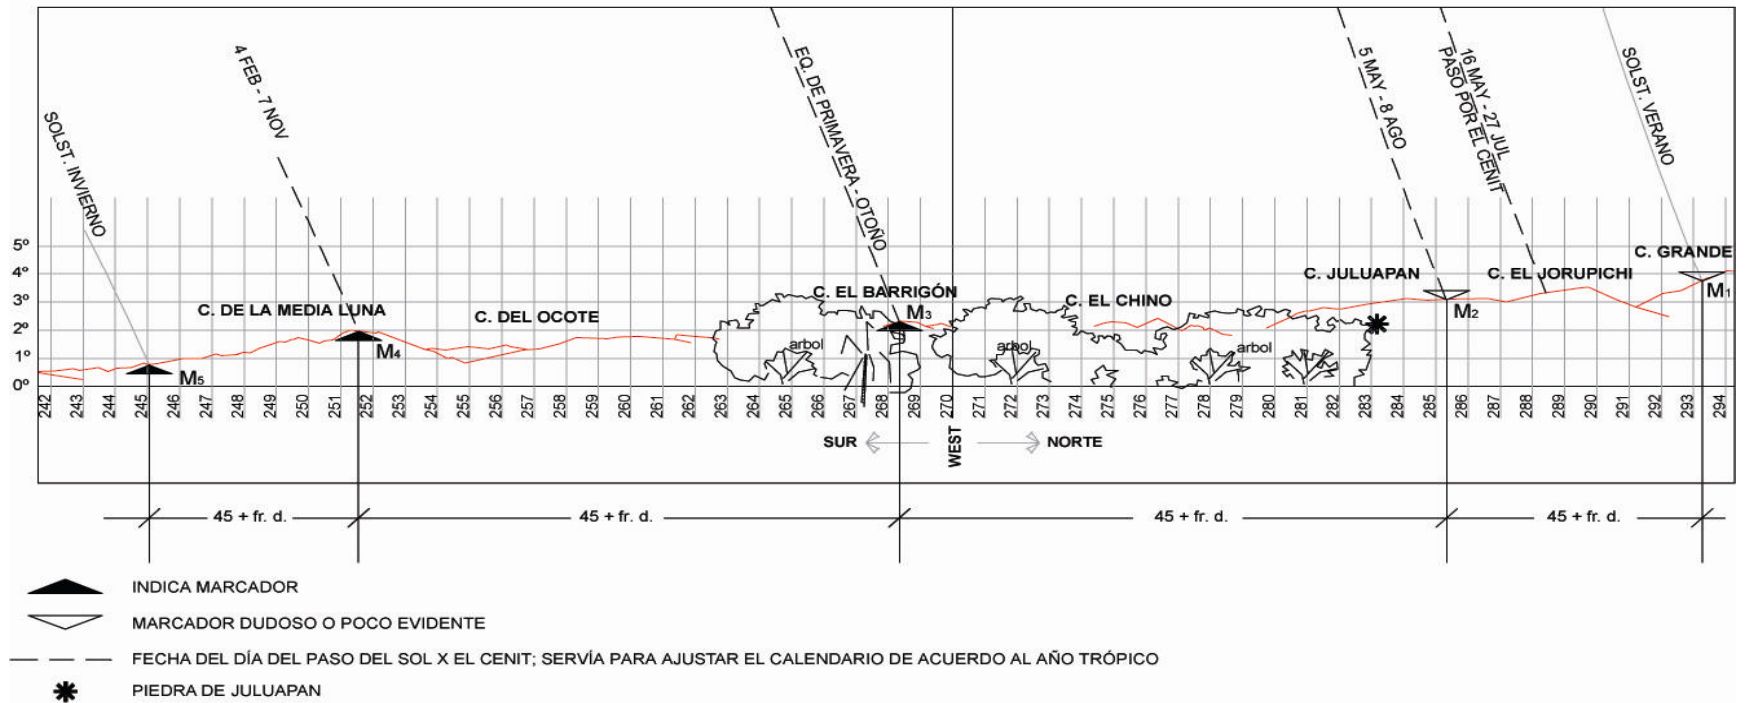 SOLST. INVIERNO
4 FEB - 7 NOV
EQ. DE PRIMAVERA - OTOÑO
5 MAY - 8 AGO
16 MAY - 27 JUL
PASO POR EL CENIT
SOLST. VERANO
5º
4º
3º
2º
1º
0º
C. DE LA MEDIA LUNA
C. DEL OCOTE
C. EL BARRIGÓN
C. EL CHINO
C. JULUAPAN
C. EL JORUPICHI
C. GRANDE
M5
M4
M3
M2
M1
arbol
arbol
arbol
242 243 244 245 246 247 248 249 250 251 252 253 254 255 256 257 258 259 260 261 262 263 264 265 266 267 268 269 270 271 272 273 274 275 276 277 278 279 280 281 282 283 284 285 286 287 288 289 290 291 292 293 294
SUR
WEST
NORTE
45 + fr. d.
45 + fr. d.
45 + fr. d.
45 + fr. d.
INDICA MARCADOR
MARCADOR DUDOSO O POCO EVIDENTE
FECHA DEL DÍA DEL PASO DEL SOL X EL CENIT; SERVÍA PARA AJUSTAR EL CALENDARIO DE ACUERDO AL AÑO TRÓPICO
PIEDRA DE JULUAPAN